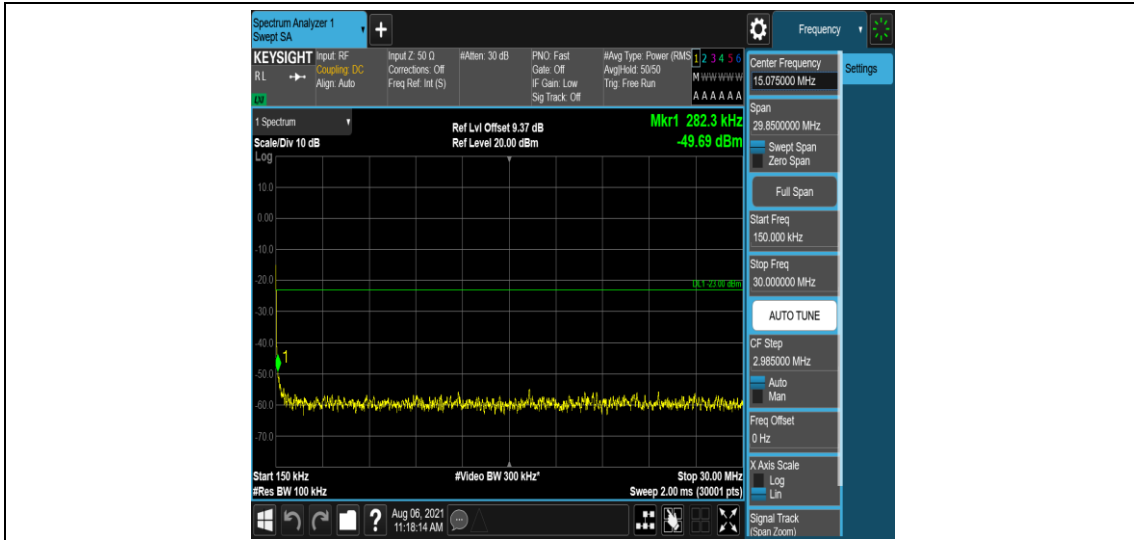 Spectrum Analyzer 1
Swept SA
+
Frequency
KEYSIGHT
RL
LXI
Input: RF
Coupling: DC
Align: Auto
Input Z: 50 Ω
Corrections: Off
Freq Ref: Int (S)
#Atten: 30 dB
PNO: Fast
Gate: Off
IF Gain: Low
Sig Track: Off
#Avg Type: Power (RMS
Avg|Hold: 50/50
Trig: Free Run
1 2 3 4 5 6
M W W W W W
A A A A A A
1 Spectrum
Scale/Div 10 dB
Log
Ref Lvl Offset 9.37 dB
Ref Level 20.00 dBm
Mkr1 282.3 kHz
-49.69 dBm
10.0
0.00
-10.0
-20.0
DL1 -23.00 dBm
-30.0
-40.0
1
-50.0
-60.0
-70.0
Start 150 kHz
#Res BW 100 kHz
#Video BW 300 kHz*
Stop 30.00 MHz
Sweep 2.00 ms (30001 pts)
Center Frequency
15.075000 MHz
Settings
Span
29.8500000 MHz
Swept Span
Zero Span
Full Span
Start Freq
150.000 kHz
Stop Freq
30.000000 MHz
AUTO TUNE
CF Step
2.985000 MHz
Auto
Man
Freq Offset
0 Hz
X Axis Scale
Log
Lin
Signal Track
(Span Zoom)
?
Aug 06, 2021
11:18:14 AM